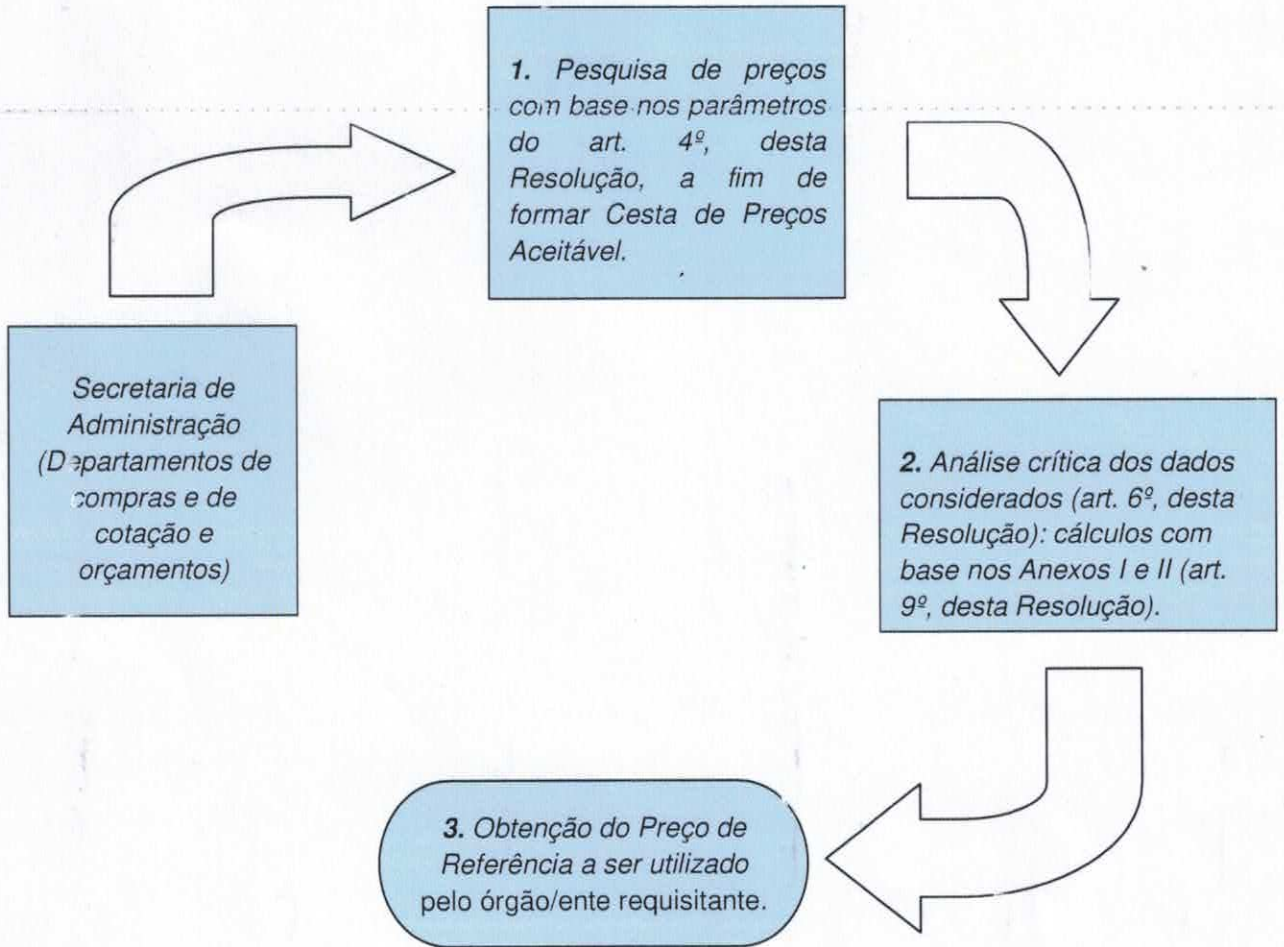 1. Pesquisa de preços
com base nos parâmetros
do art. 4º, desta
Resolução, a fim de
formar Cesta de Preços
Aceitável.
Secretaria de
Administração
(Departamentos de
compras e de
cotação e
orçamentos)
2. Análise crítica dos dados
considerados (art. 6º, desta
Resolução): cálculos com
base nos Anexos I e II (art.
9º, desta Resolução).
3. Obtenção do Preço de
Referência a ser utilizado
pelo órgão/ente requisitante.